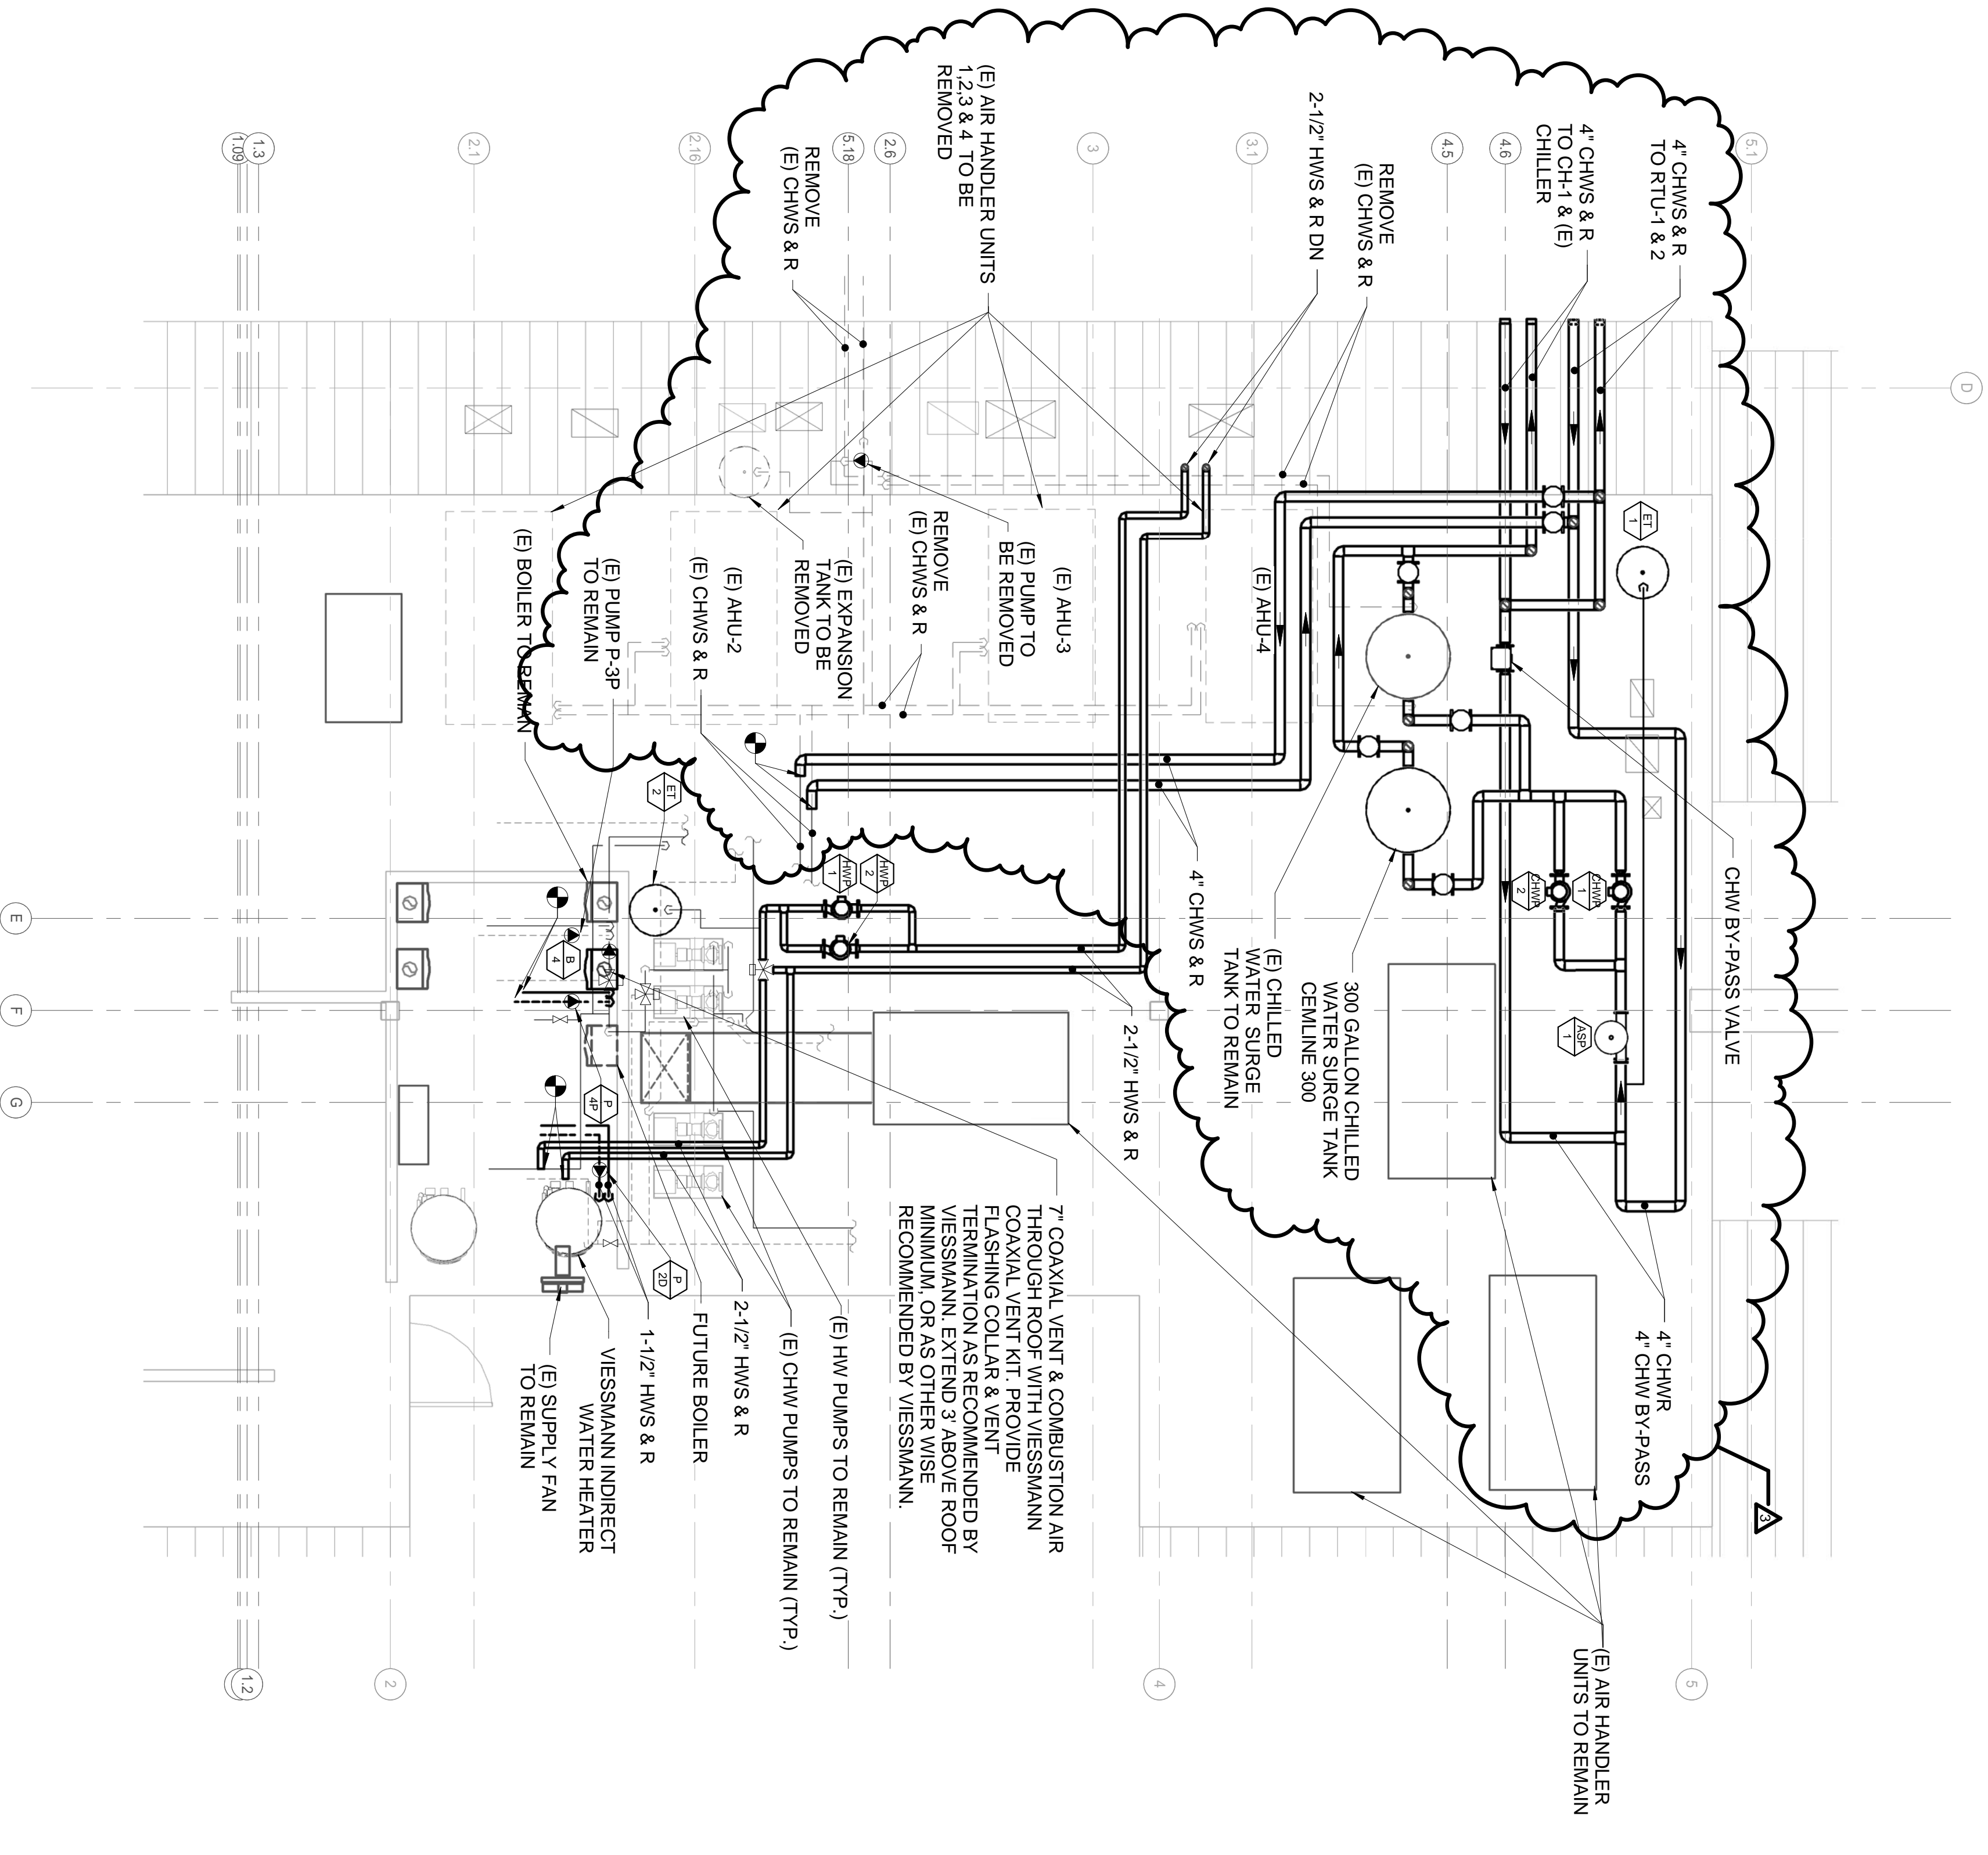 5.1
4" CHWS & R
TO RTU-1 & 2
4" CHWS & R
TO CH-1 & (E)
CHILLER
4.6
4.5
REMOVE
(E) CHWS & R
2-1/2" HWS & R DN
3.1
3
(E) AIR HANDLER UNITS
1,2,3 & 4 TO BE
REMOVED
2.6
5.18
REMOVE
(E) CHWS & R
2.16
2.1
1.3
1.09
D
ET
1
(E) AHU-4
(E) AHU-3
(E) PUMP TO
BE REMOVED
REMOVE
(E) CHWS & R
(E) EXPANSION
TANK TO BE
REMOVED
(E) AHU-2
(E) CHWS & R
(E) PUMP P-3P
TO REMAIN
(E) BOILER TO REMAIN
CHW BY-PASS VALVE
CHWP
1
CHWP
2
ASP
1
ET
2
HWP
2
HWP
1
4" CHWS & R
300 GALLON CHILLED
WATER SURGE TANK
CEMLINE 300
(E) CHILLED
WATER SURGE
TANK TO REMAIN
2-1/2" HWS & R
B
4
P
4P
P
2D
E
F
G
7" COAXIAL VENT & COMBUSTION AIR
THROUGH ROOF WITH VIESSMANN
COAXIAL VENT KIT. PROVIDE
FLASHING COLLAR & VENT
TERMINATION AS RECOMMENDED BY
VIESSMANN. EXTEND 3' ABOVE ROOF
MINIMUM, OR AS OTHER WISE
RECOMMENDED BY VIESSMANN.
(E) HW PUMPS TO REMAIN (TYP.)
(E) CHW PUMPS TO REMAIN (TYP.)
2-1/2" HWS & R
FUTURE BOILER
1-1/2" HWS & R
VIESSMANN INDIRECT
WATER HEATER
(E) SUPPLY FAN
TO REMAIN
4" CHWR
4" CHW BY-PASS
3
(E) AIR HANDLER
UNITS TO REMAIN
5
4
2
1.2